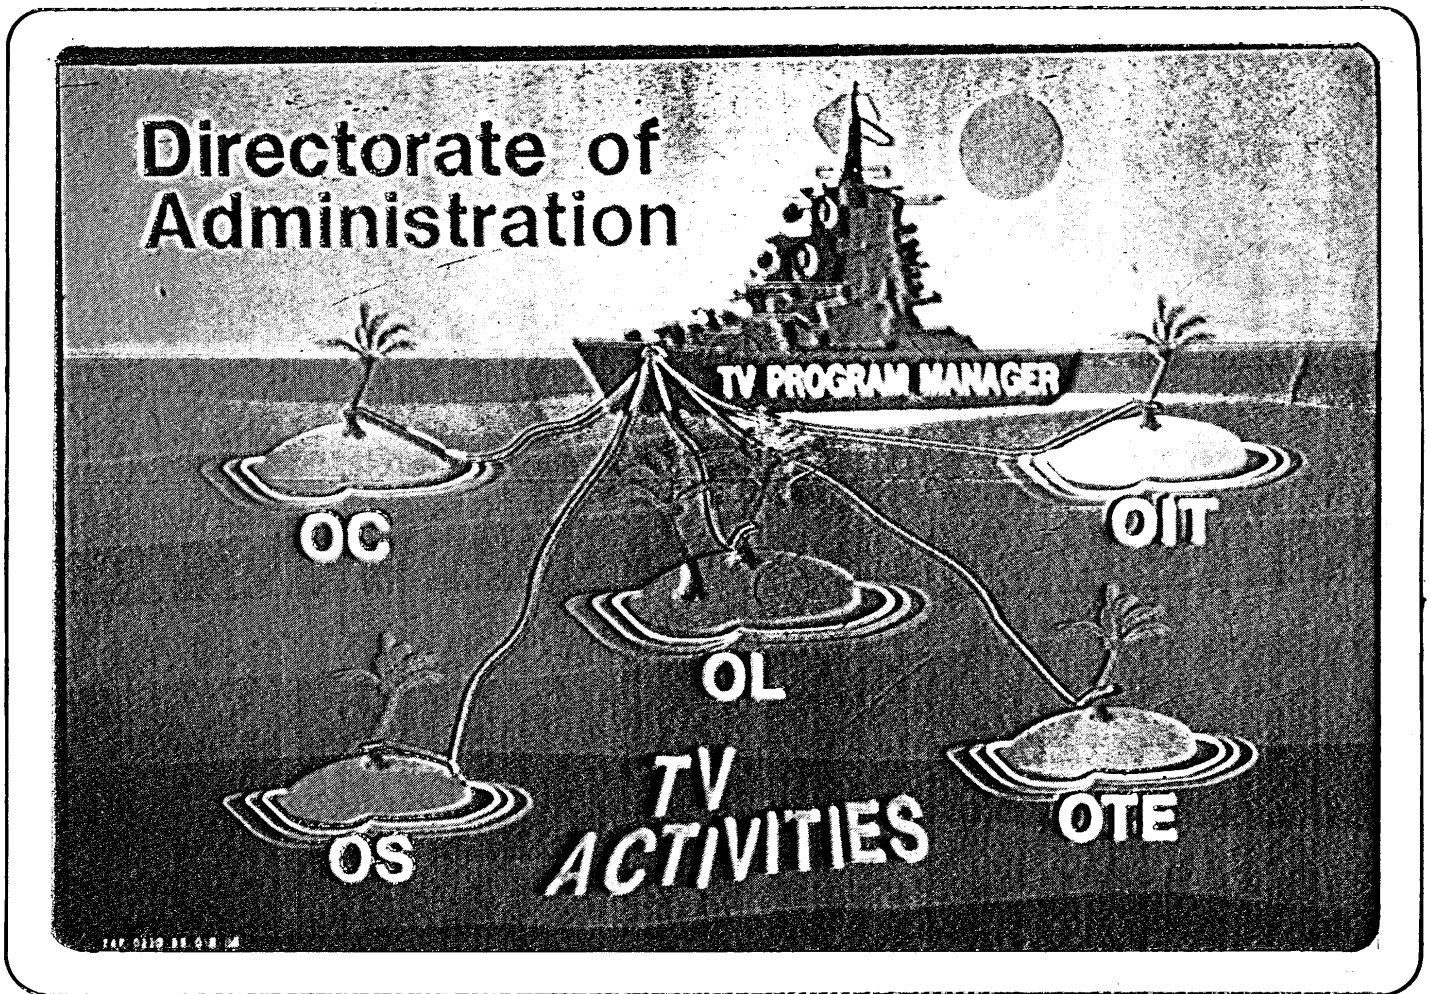 Directorate of
Administration
TV PROGRAM MANAGER
OC
OIT
OL
OS
OTE
TV
ACTIVITIES